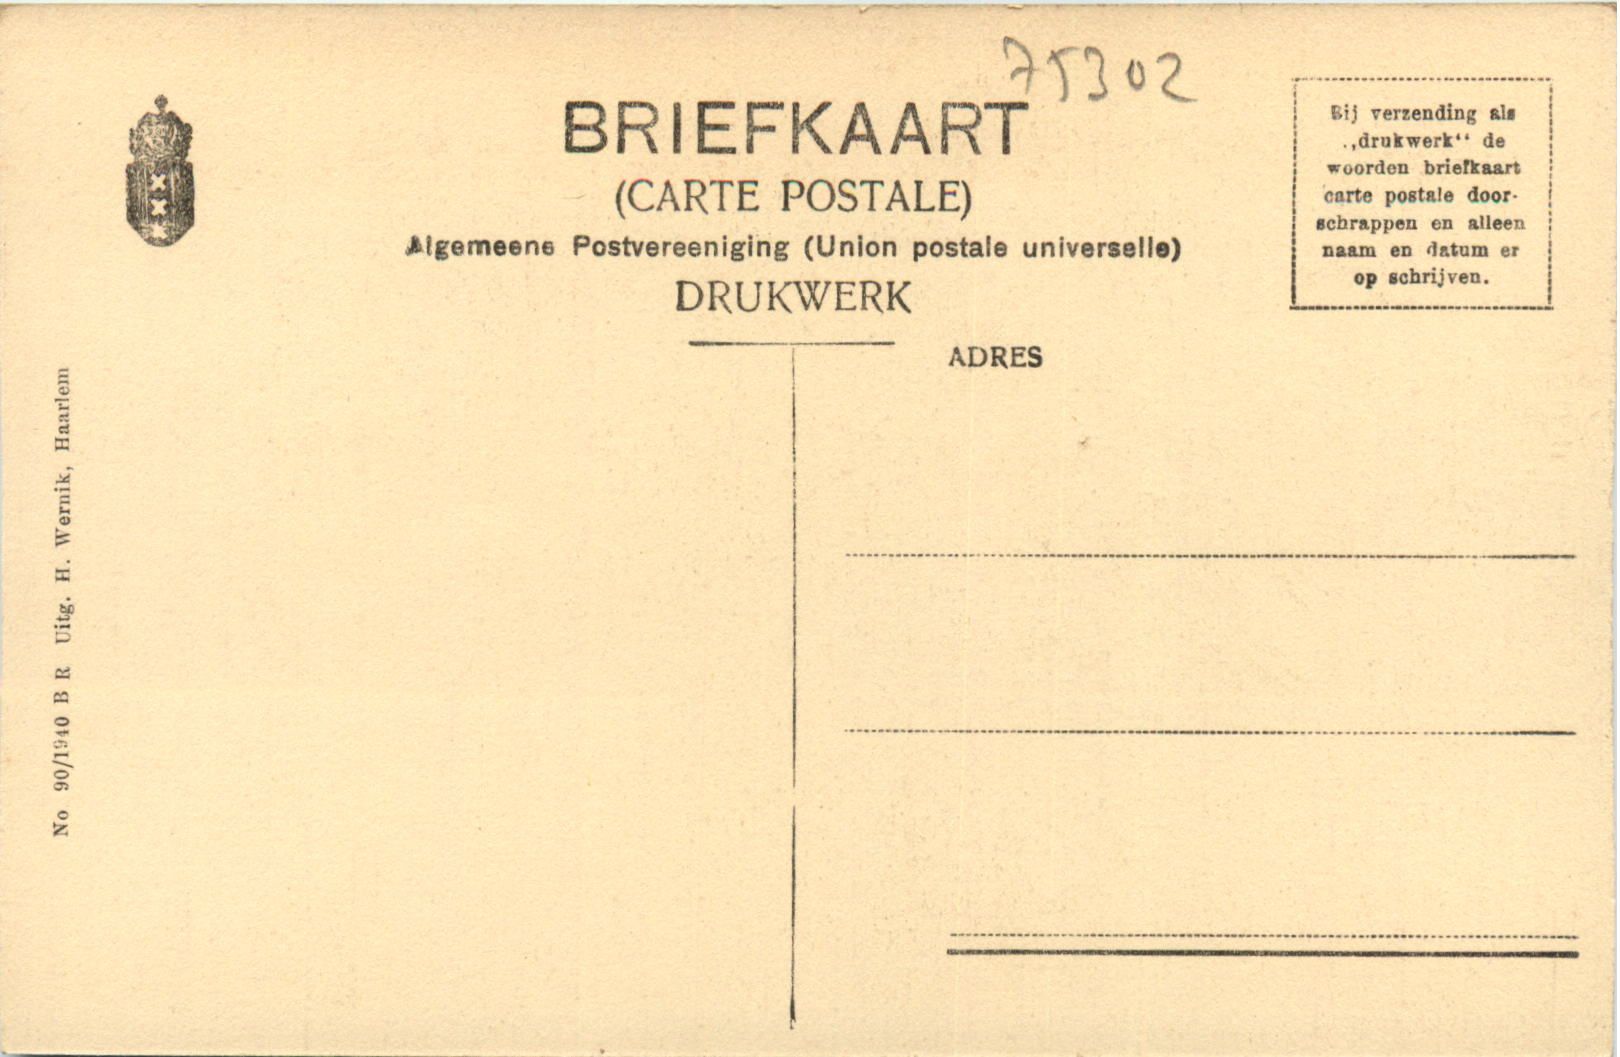 75302
BRIEFKAART
(CARTE POSTALE)
Algemeene Postvereeniging (Union postale universelle)
DRUKWERK
Bij verzending als
„drukwerk“ de
woorden briefkaart
carte postale door-
schrappen en alleen
naam en datum er
op schrijven.
ADRES
No 90/1940 B R Uitg. H. Wernik, Haarlem